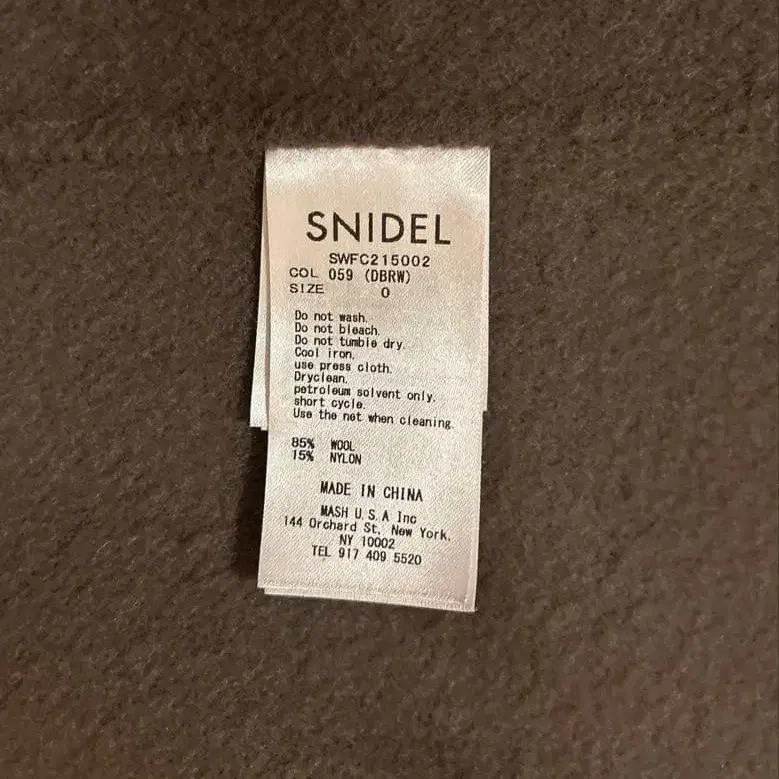 SNIDEL
SWFC215002
COL 059 (DBRW)
SIZE 0
Do not wash.
Do not bleach.
Do not tumble dry.
Cool iron.
use press cloth.
Dryclean.
petroleum solvent only.
short cycle.
Use the net when cleaning.
85% WOOL
15% NYLON
MADE IN CHINA
MASH U.S.A Inc
144 Orchard St, New York,
NY 10002
TEL 917 409 5520